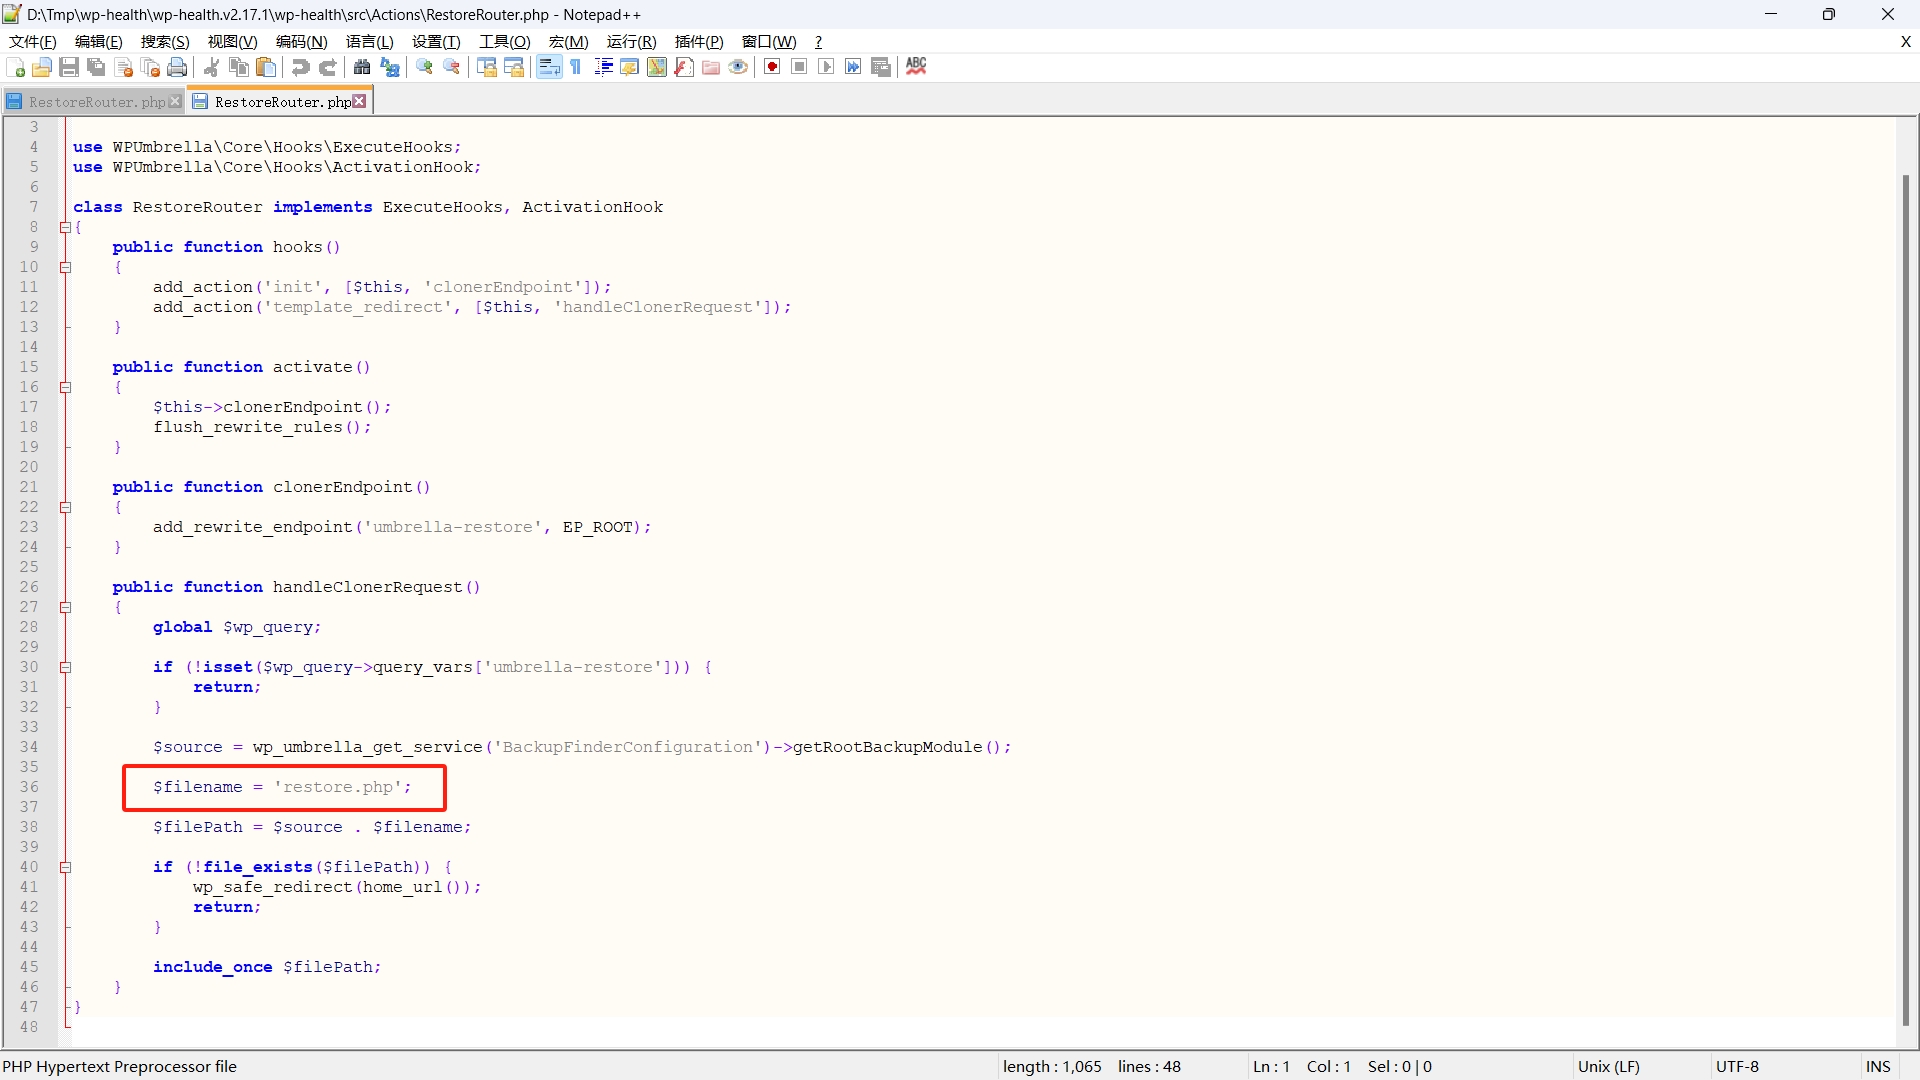 D:\Tmp\wp-health\wp-health.v2.17.1\wp-health\src\Actions\RestoreRouter.php - Notepad++
文件(F) 编辑(E) 搜索(S) 视图(V) 编码(N) 语言(L) 设置(T) 工具(O) 宏(M) 运行(R) 插件(P) 窗口(W) ? X
ABC
RestoreRouter.php RestoreRouter.php
3
4 use WPUmbrella\Core\Hooks\ExecuteHooks;
5 use WPUmbrella\Core\Hooks\ActivationHook;
6
7 class RestoreRouter implements ExecuteHooks, ActivationHook
8 {
9 public function hooks()
10 {
11 add_action('init', [$this, 'clonerEndpoint']);
12 add_action('template_redirect', [$this, 'handleClonerRequest']);
13 }
14
15 public function activate()
16 {
17 $this->clonerEndpoint();
18 flush_rewrite_rules();
19 }
20
21 public function clonerEndpoint()
22 {
23 add_rewrite_endpoint('umbrella-restore', EP_ROOT);
24 }
25
26 public function handleClonerRequest()
27 {
28 global $wp_query;
29
30 if (!isset($wp_query->query_vars['umbrella-restore'])) {
31 return;
32 }
33
34 $source = wp_umbrella_get_service('BackupFinderConfiguration')->getRootBackupModule();
35
36 $filename = 'restore.php';
37
38 $filePath = $source . $filename;
39
40 if (!file_exists($filePath)) {
41 wp_safe_redirect(home_url());
42 return;
43 }
44
45 include_once $filePath;
46 }
47 }
48
PHP Hypertext Preprocessor file length : 1,065 lines : 48 Ln : 1 Col : 1 Sel : 0 | 0 Unix (LF) UTF-8 INS